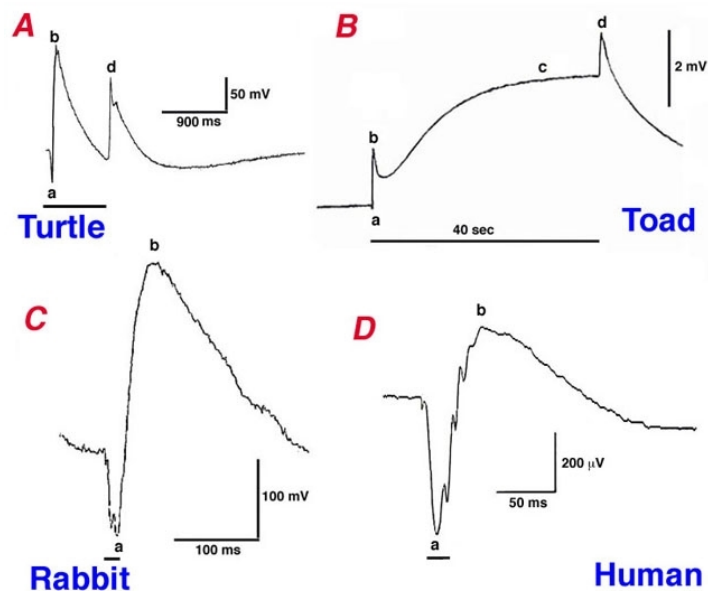 A
b
d
50 mV
900 ms
a
Turtle
B
d
c
2 mV
b
a
40 sec
Toad
C
b
100 mV
100 ms
a
Rabbit
D
b
200 µV
50 ms
a
Human